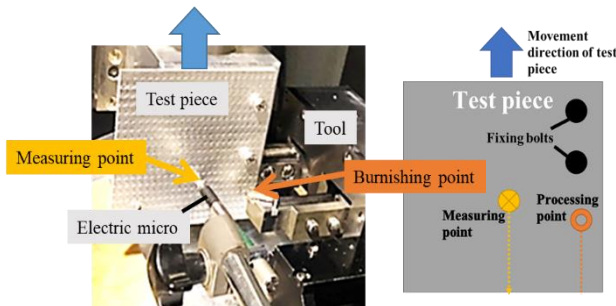 Test piece
Tool
Measuring point
Burnishing point
Electric micro
Movement
direction of test
piece
Test piece
Fixing bolts
Measuring
point
Processing
point